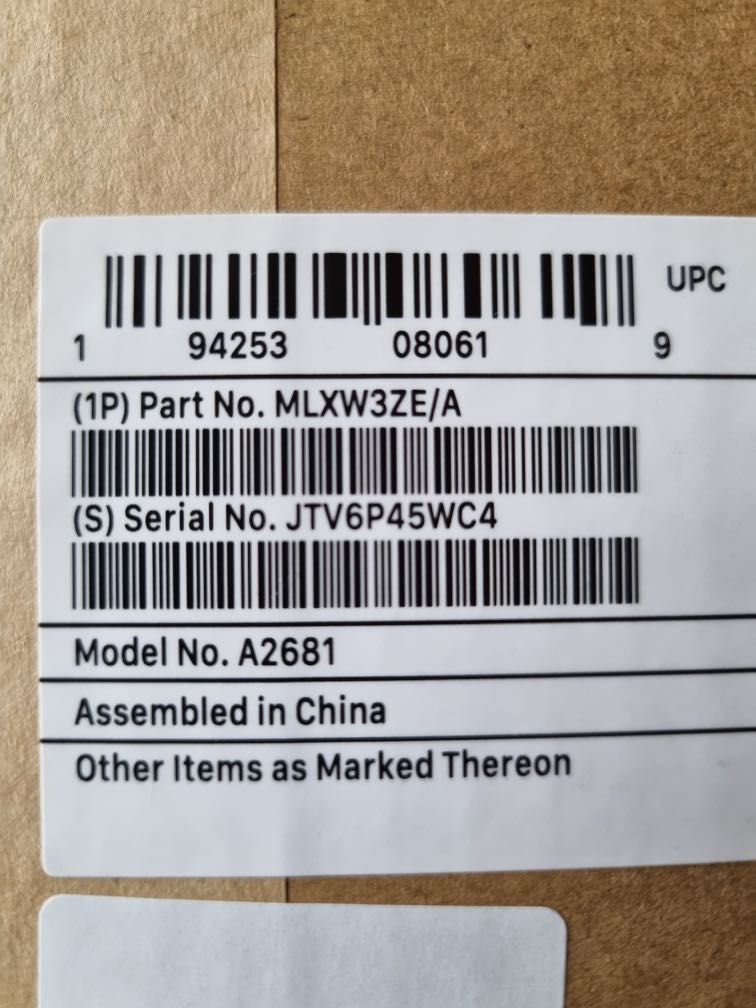 UPC
1 94253 08061 9
(1P) Part No. MLXW3ZE/A
(S) Serial No. JTV6P45WC4
Model No. A2681
Assembled in China
Other Items as Marked Thereon